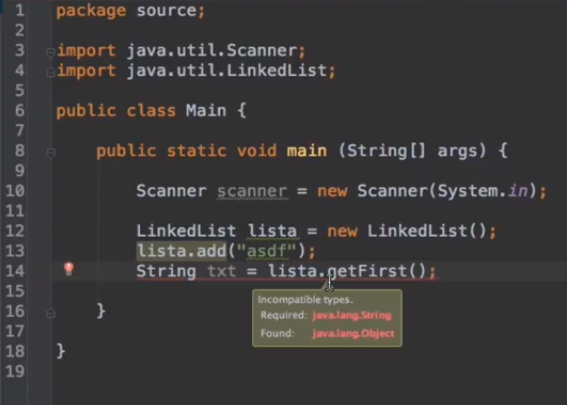 1 package source;
2
3 import java.util.Scanner;
4 import java.util.LinkedList;
5
6 public class Main {
7
8 public static void main (String[] args) {
9
10 Scanner scanner = new Scanner(System.in);
11
12 LinkedList lista = new LinkedList();
13 lista.add("asdf");
14 String txt = lista.getFirst();
15
Incompatible types.
Required: java.lang.String
Found: java.lang.Object
16 }
17
18 }
19